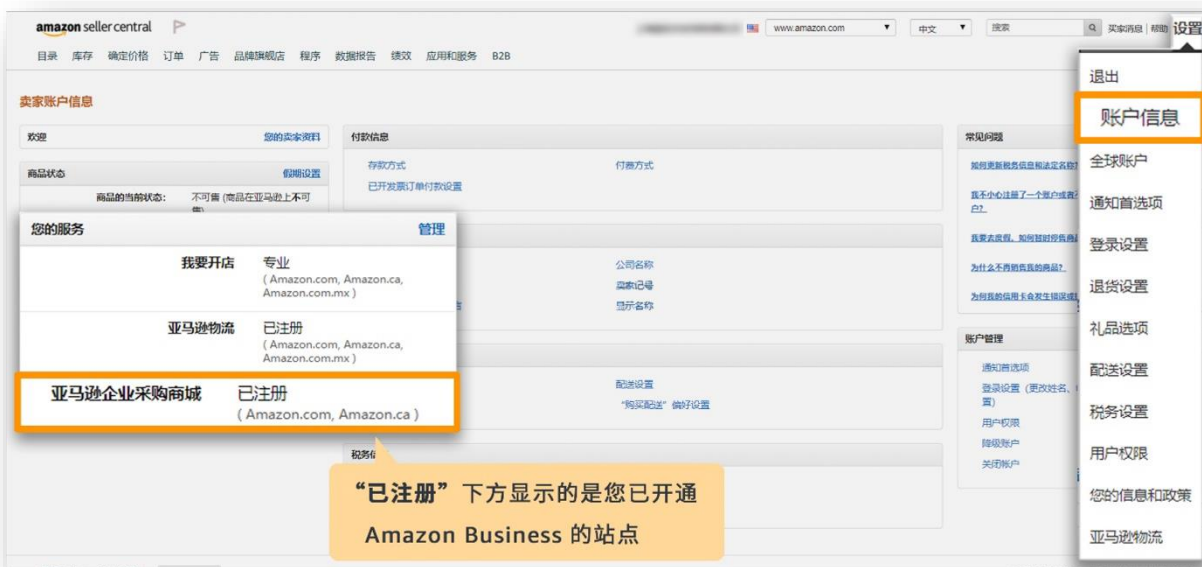 amazon seller central
www.amazon.com
中文
搜索
买家消息 | 帮助
设置
目录 库存 确定价格 订单 广告 品牌旗舰店 程序 数据报告 绩效 应用和服务 B2B
卖家账户信息
欢迎
您的卖家资料
商品状态
假期设置
商品的当前状态:
不可售 (商品在亚马逊上不可
您的服务
管理
我要开店
专业
( Amazon.com, Amazon.ca,
Amazon.com.mx )
亚马逊物流
已注册
( Amazon.com, Amazon.ca,
Amazon.com.mx )
亚马逊企业采购商城
已注册
( Amazon.com, Amazon.ca )
付款信息
存款方式
付费方式
已开发票订单付款设置
公司名称
卖家记号
显示名称
配送设置
“购买配送”偏好设置
“已注册”下方显示的是您已开通
Amazon Business 的站点
常见问题
如何更新税务信息和法定名称
我不小心注册了一个账户或者
户?
我要去度假,如何暂时停售商品
为什么不再销售我的商品?
为何我的信用卡会发生错误或
账户管理
通知首选项
登录设置 (更改姓名、
置)
用户权限
降级账户
关闭账户
退出
账户信息
全球账户
通知首选项
登录设置
退货设置
礼品选项
配送设置
税务设置
用户权限
您的信息和政策
亚马逊物流